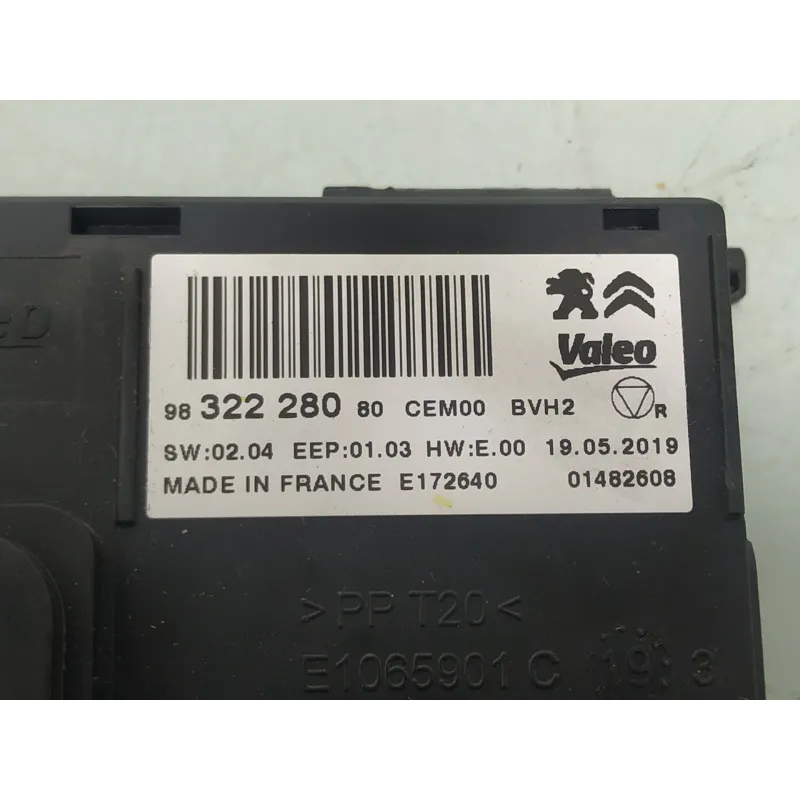 Valeo
98 322 280 80 CEM00 BVH2 R
SW:02.04 EEP:01.03 HW:E.00 19.05.2019
MADE IN FRANCE E172640 01482608
>PP T20<
E1065901 C 19 3